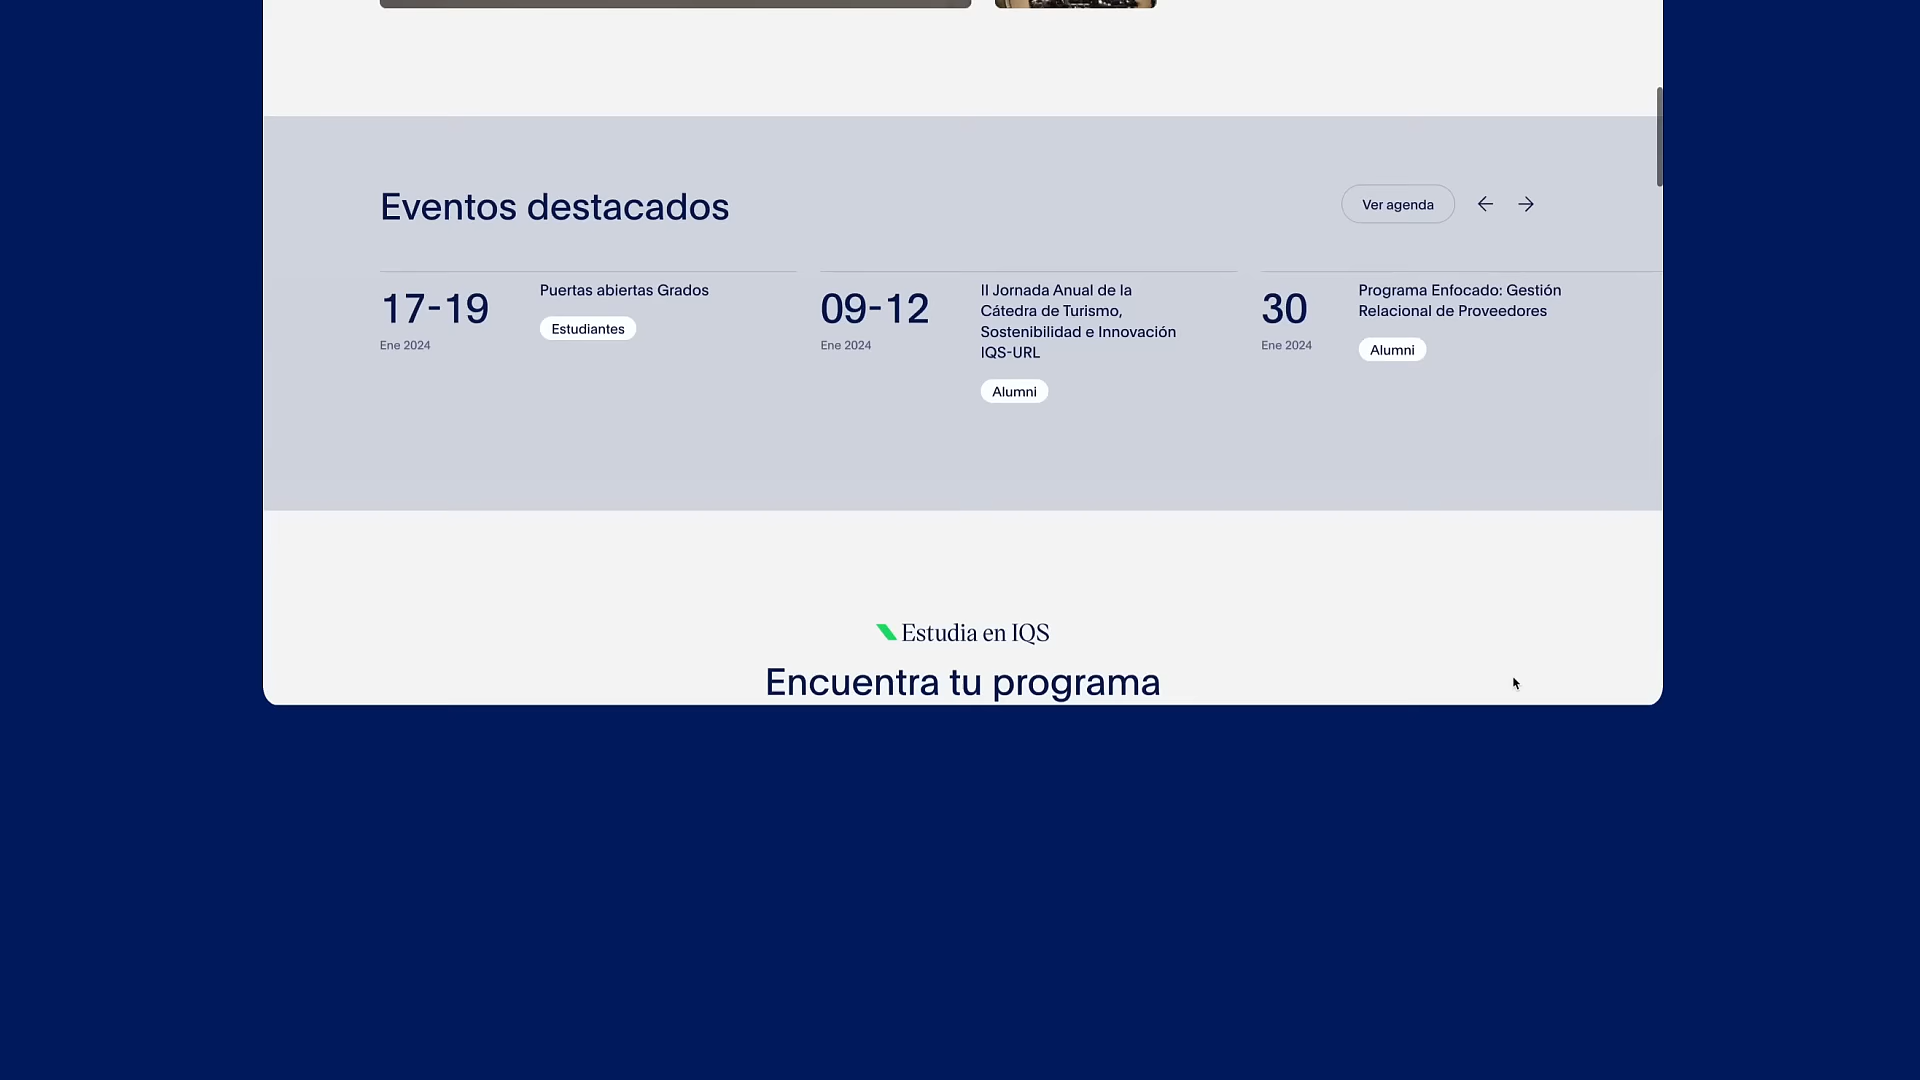 Eventos destacados
Ver agenda
17-19
Ene 2024
Puertas abiertas Grados
Estudiantes
09-12
Ene 2024
II Jornada Anual de la
Cátedra de Turismo,
Sostenibilidad e Innovación
IQS-URL
Alumni
30
Ene 2024
Programa Enfocado: Gestión
Relacional de Proveedores
Alumni
Estudia en IQS
Encuentra tu programa